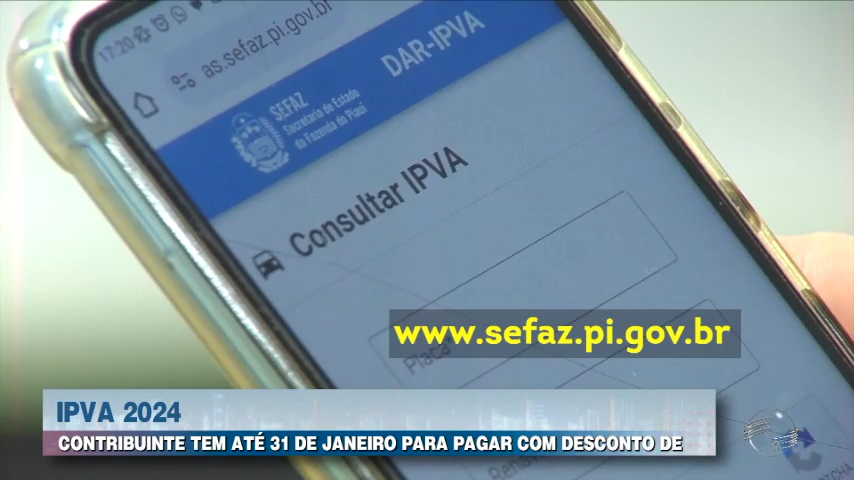 17:20
as.sefaz.pi.gov.br
SEFAZ
Secretaria de Estado
da Fazenda do Piauí
DAR-IPVA
Consultar IPVA
www.sefaz.pi.gov.br
Placa
IPVA 2024
CONTRIBUINTE TEM ATÉ 31 DE JANEIRO PARA PAGAR COM DESCONTO DE